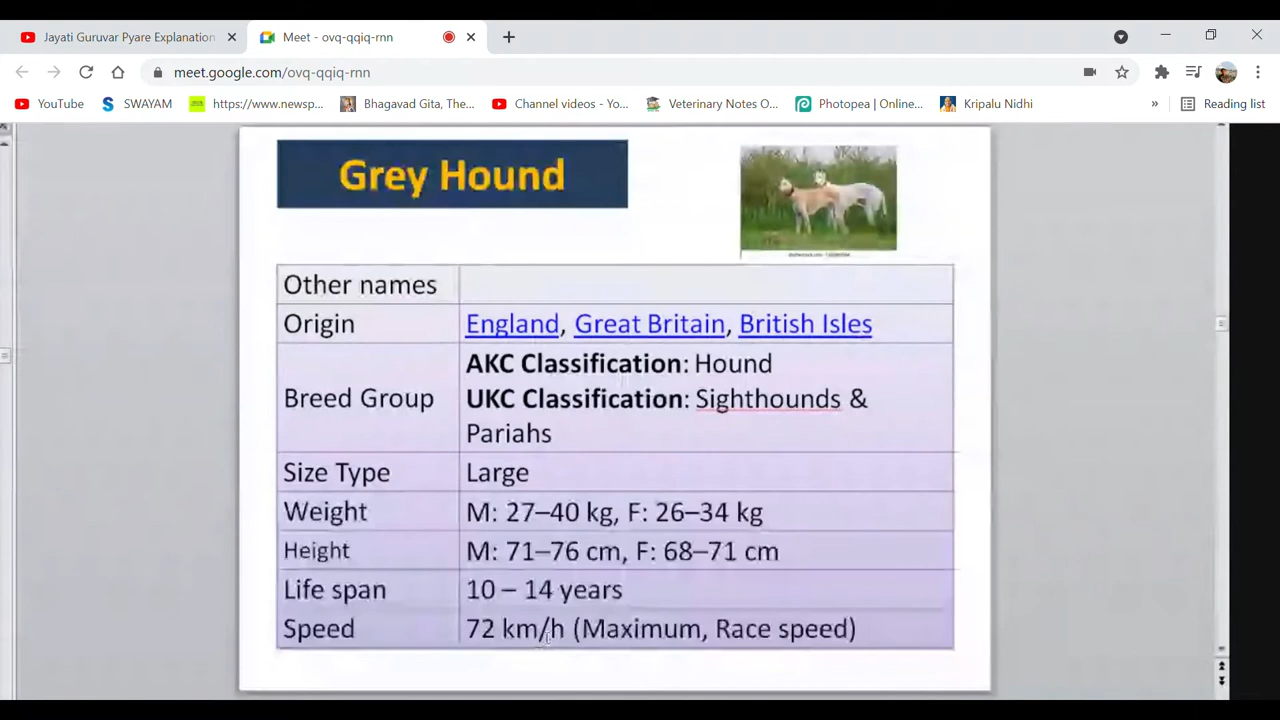 Jayati Guruvar Pyare Explanation
Meet - ovq-qqiq-rnn
meet.google.com/ovq-qqiq-rnn
YouTube
SWAYAM
https://www.newsp...
Bhagavad Gita, The...
Channel videos - Yo...
Veterinary Notes O...
Photopea | Online...
Kripalu Nidhi
»
Reading list
Grey Hound
Other names
Origin England, Great Britain, British Isles
AKC Classification: Hound
Breed Group UKC Classification: Sighthounds &
Pariahs
Size Type Large
Weight M: 27–40 kg, F: 26–34 kg
Height M: 71–76 cm, F: 68–71 cm
Life span 10 – 14 years
Speed 72 km/h (Maximum, Race speed)